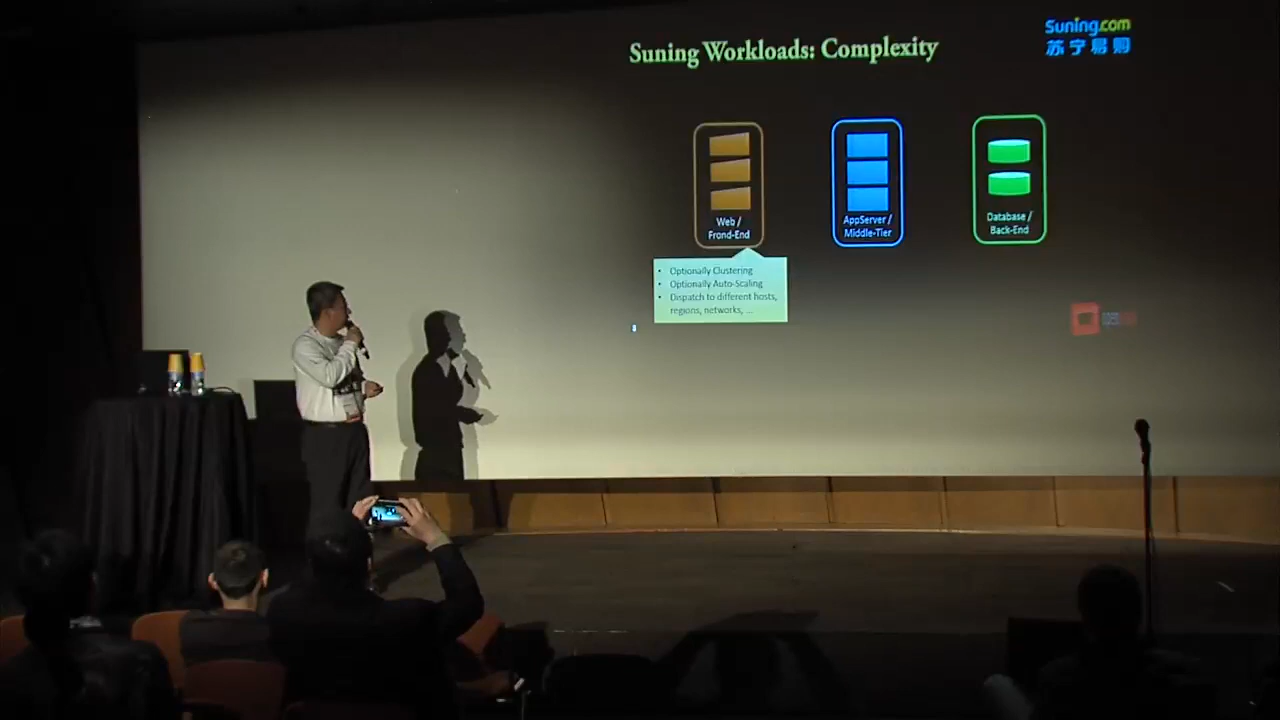 Suning Workloads: Complexity
Suning.com
苏宁易购
Web /
Frond-End
AppServer /
Middle-Tier
Database /
Back-End
• Optionally Clustering
• Optionally Auto-Scaling
• Dispatch to different hosts,
regions, networks, ...